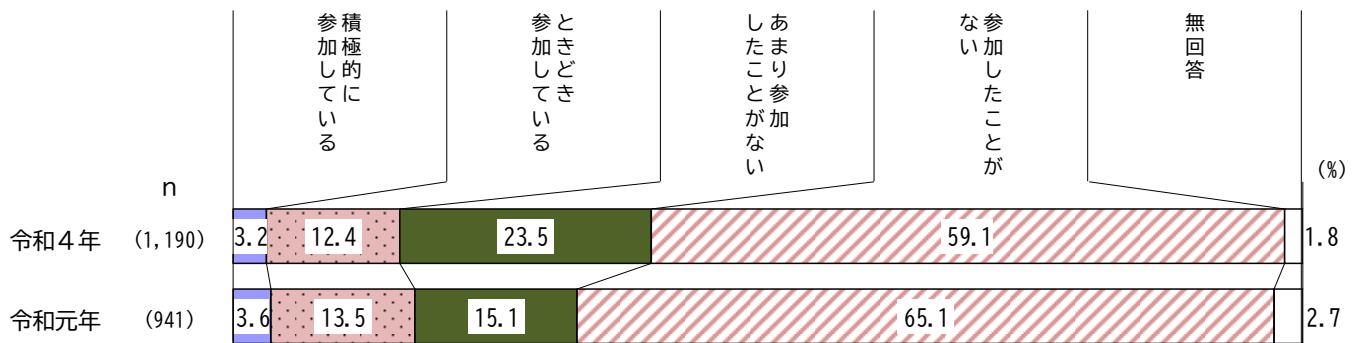 積極的に
参加している
ときどき
参加している
あまり参加
したことがない
参加したことが
ない
無回答
n
(%)
令和４年 (1,190) 3.2 12.4 23.5 59.1 1.8
令和元年 (941) 3.6 13.5 15.1 65.1 2.7